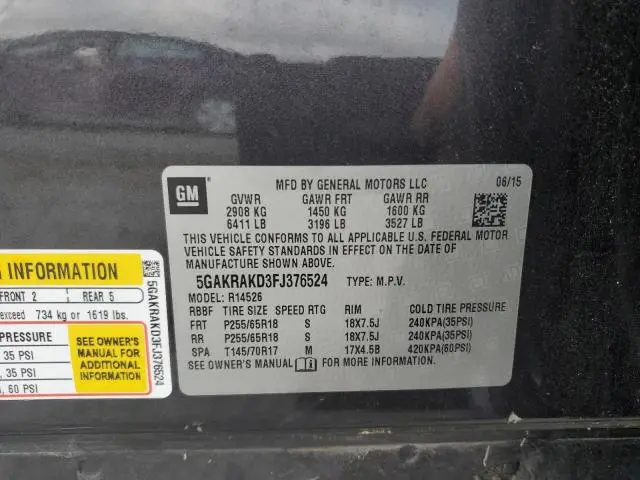 GM
MFD BY GENERAL MOTORS LLC 06/15
GVWR GAWR FRT GAWR RR
2908 KG 1450 KG 1600 KG
6411 LB 3196 LB 3527 LB
THIS VEHICLE CONFORMS TO ALL APPLICABLE U.S. FEDERAL MOTOR
VEHICLE SAFETY STANDARDS IN EFFECT ON THE DATE OF
MANUFACTURE SHOWN ABOVE.
5GAKRAKD3FJ376524 TYPE: M.P.V.
MODEL: R14526
RBBF TIRE SIZE SPEED RTG RIM COLD TIRE PRESSURE
FRT P255/65R18 S 18X7.5J 240KPA(35PSI)
RR P255/65R18 S 18X7.5J 240KPA(35PSI)
SPA T145/70R17 M 17X4.5B 420KPA(60PSI)
SEE OWNER'S MANUAL FOR MORE INFORMATION.
INFORMATION
FRONT 2 REAR 5
exceed 734 kg or 1619 lbs.
PRESSURE
35 PSI
35 PSI
60 PSI
SEE OWNER'S
MANUAL FOR
ADDITIONAL
INFORMATION
5GAKRAKD3FJ376524